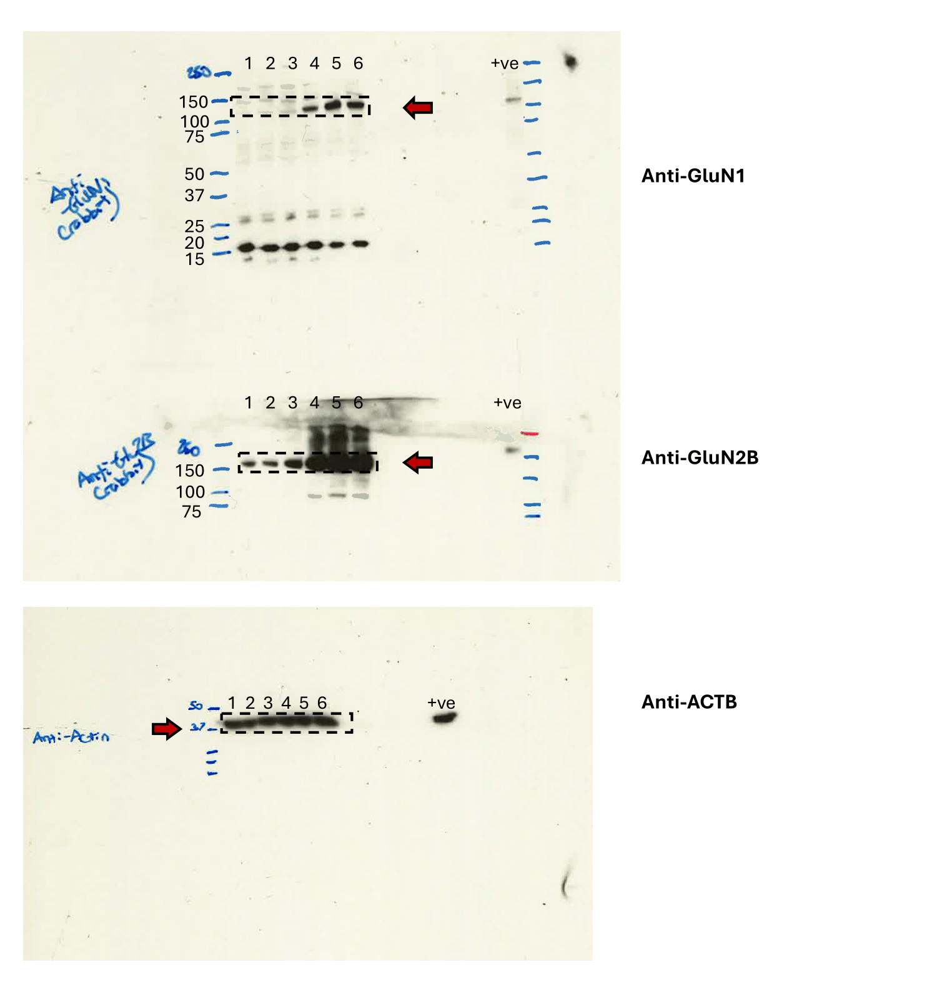 1 2 3 4 5 6
+ve
250
150
100
75
50
37
25
20
15
Anti
GluN1
(rabbit)
Anti-GluN1
1 2 3 4 5 6
+ve
250
150
100
75
Anti-Glu2B
(rabbit)
Anti-GluN2B
1 2 3 4 5 6
+ve
50
37
Anti-Actin
Anti-ACTB